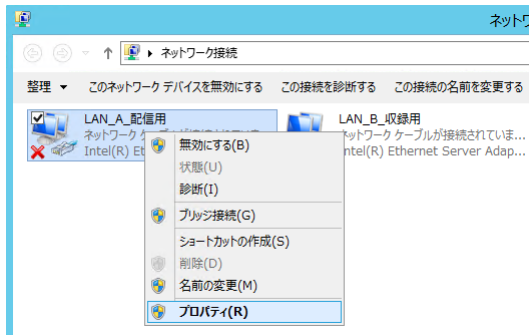 ネットワ
ネットワーク接続
整理 このネットワーク デバイスを無効にする この接続を診断する この接続の名前を変更する
LAN_A_配信用
ネットワーク
Intel(R)
LAN_B_収録用
ネットワーク ケーブルが接続されていま...
Intel(R) Ethernet Server Adap...
無効にする(B)
状態(U)
診断(I)
ブリッジ接続(G)
ショートカットの作成(S)
削除(D)
名前の変更(M)
プロパティ(R)